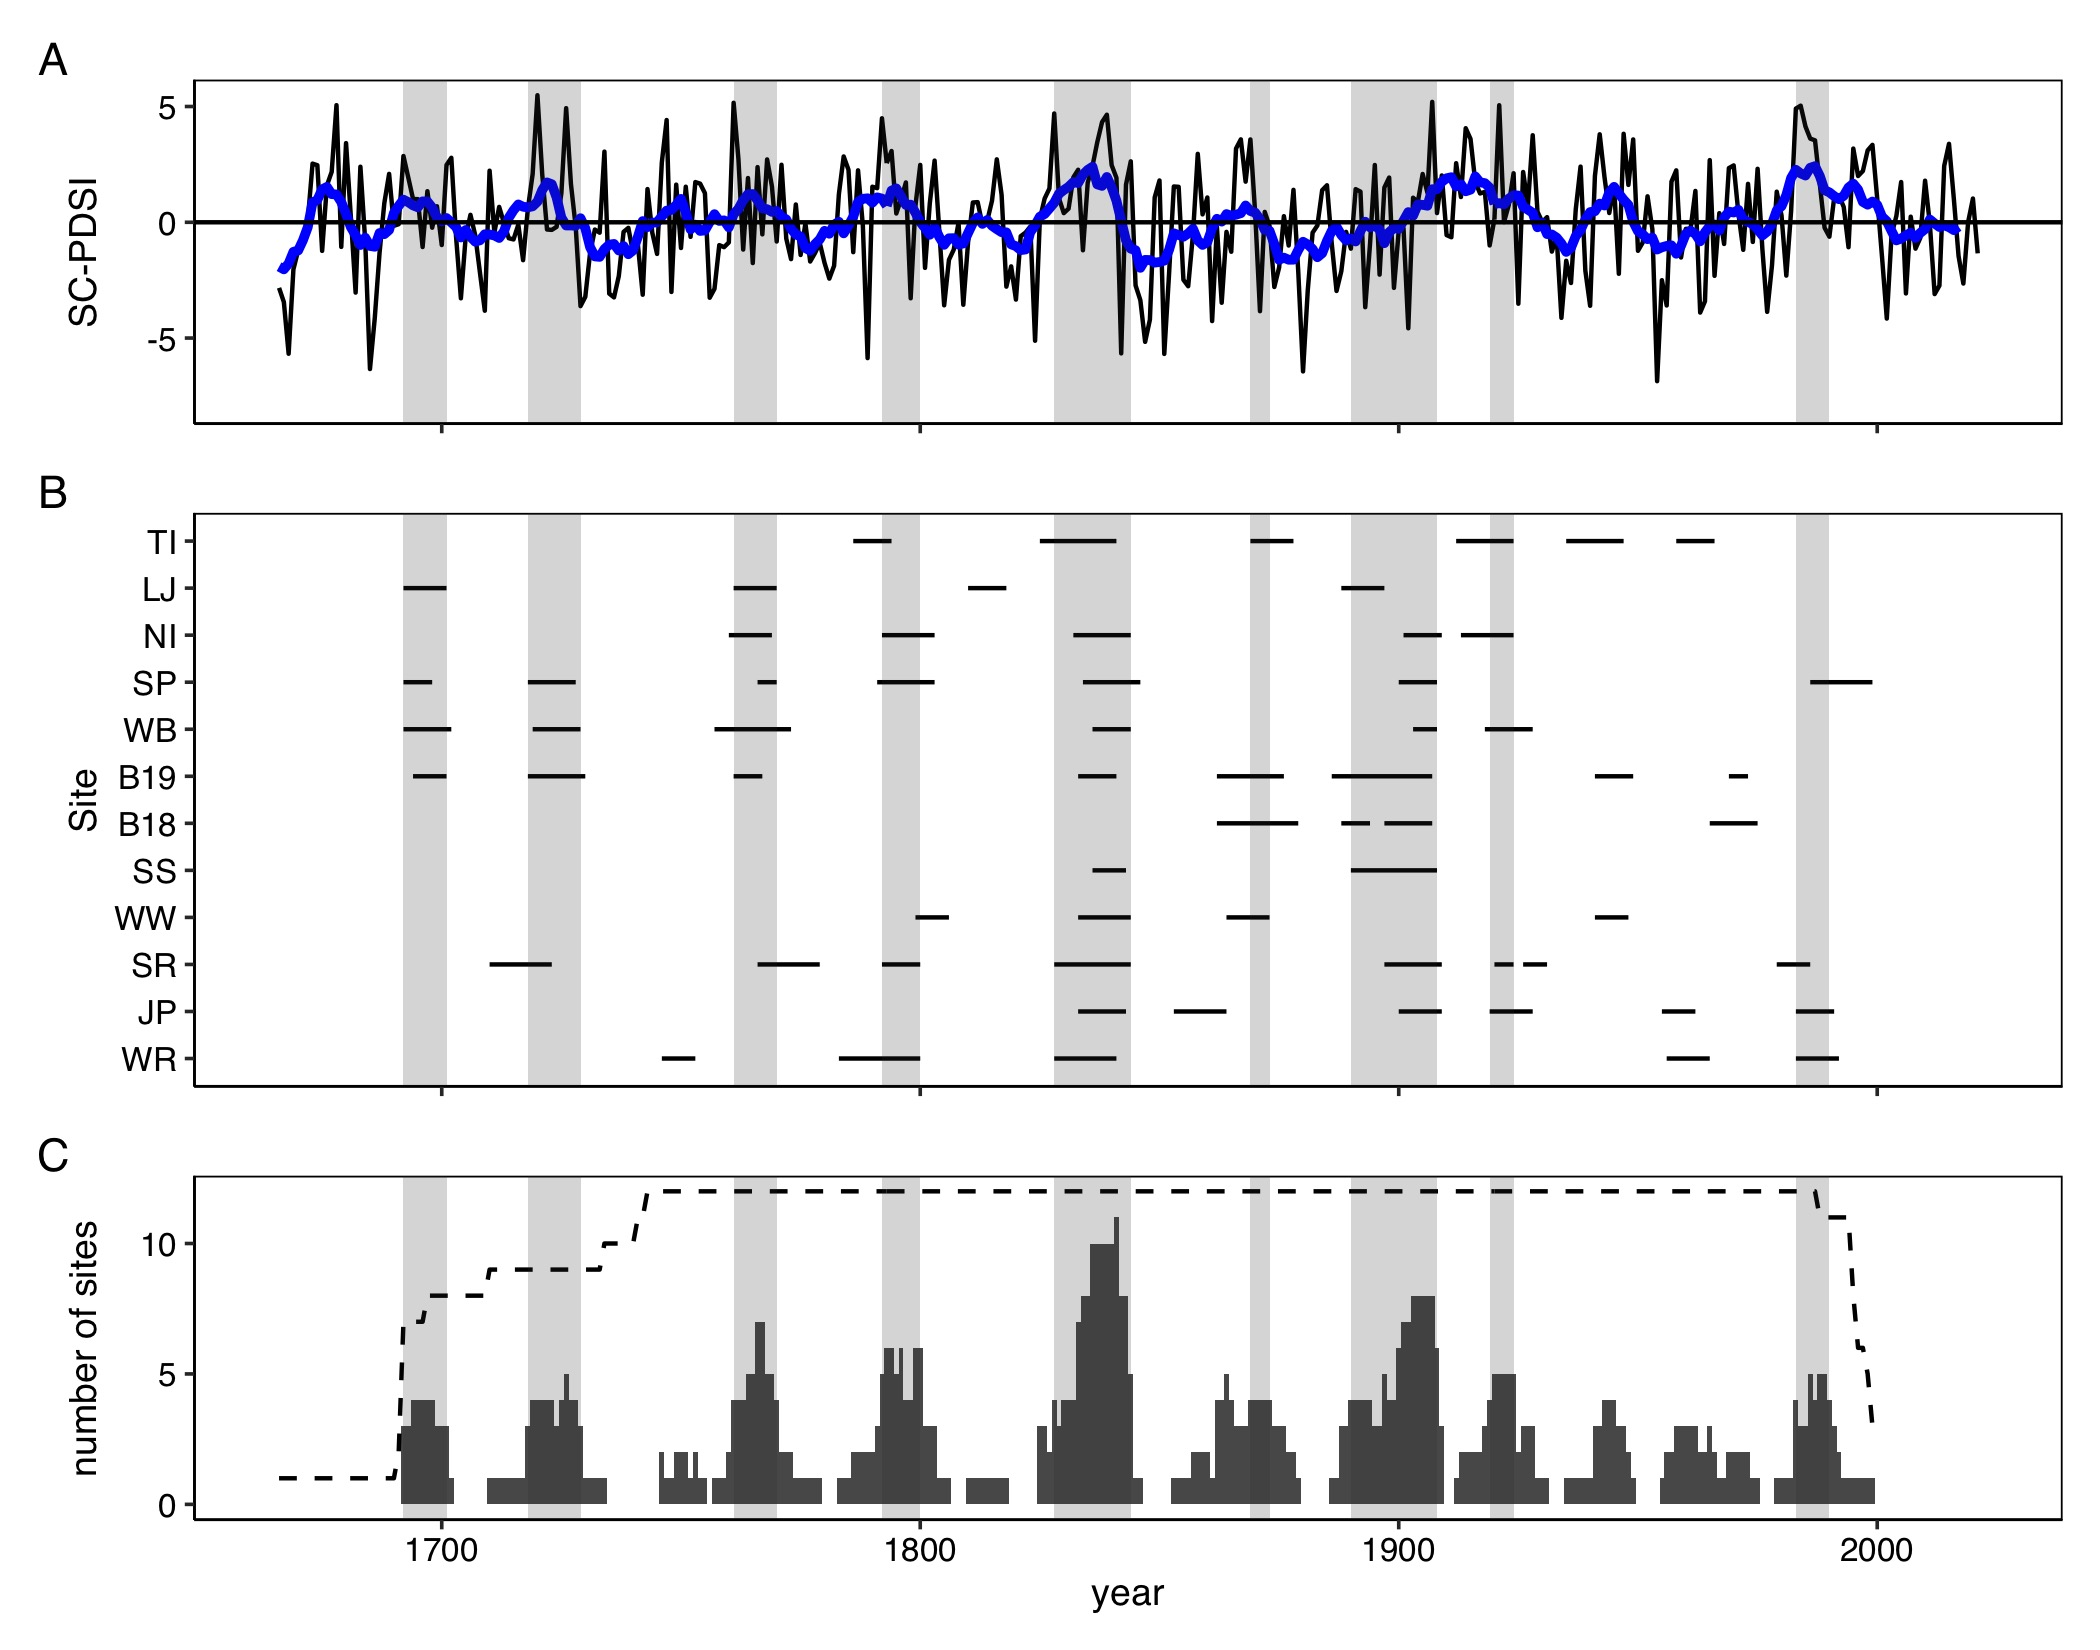 A
SC-PDSI
5
0
-5
B
Site
TI
LJ
NI
SP
WB
B19
B18
SS
WW
SR
JP
WR
C
number of sites
10
5
0
1700 1800 1900 2000
year